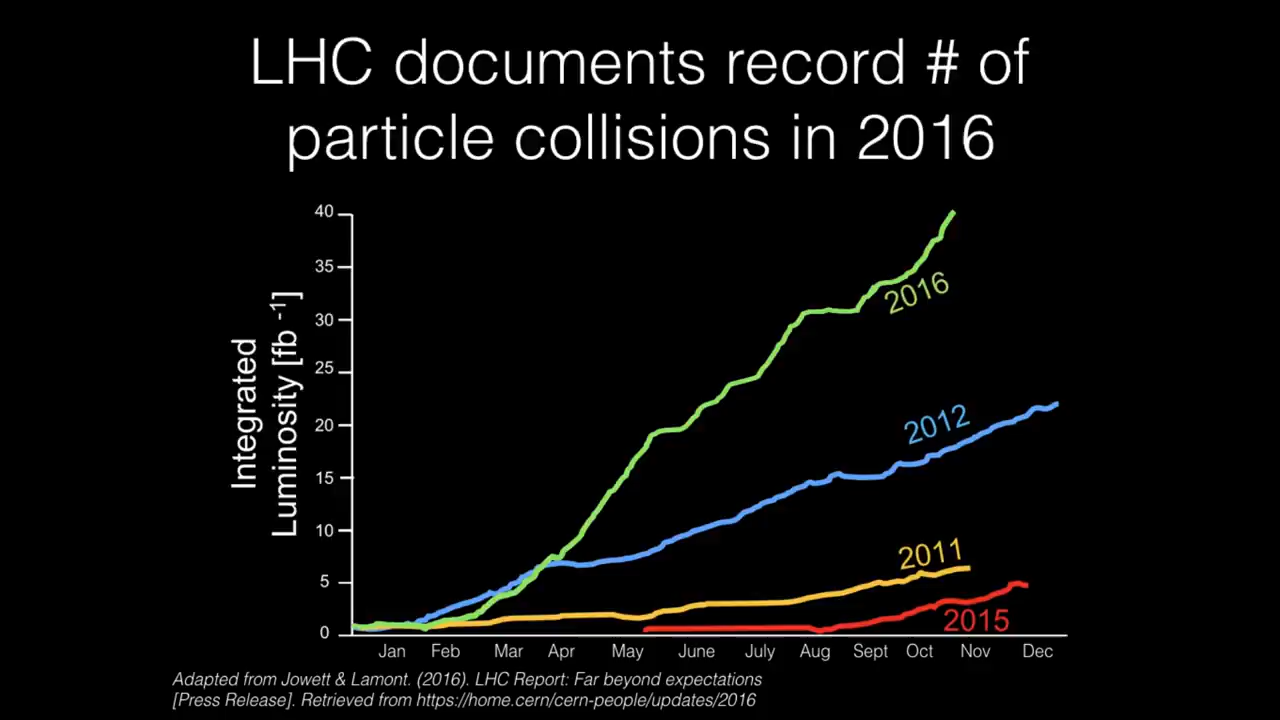 LHC documents record # of
particle collisions in 2016
40
35
30
25
20
15
10
5
0
Integrated
Luminosity [fb -1]
2016
2012
2011
2015
Jan Feb Mar Apr May June July Aug Sept Oct Nov Dec
Adapted from Jowett & Lamont. (2016). LHC Report: Far beyond expectations
[Press Release]. Retrieved from https://home.cern/cern-people/updates/2016